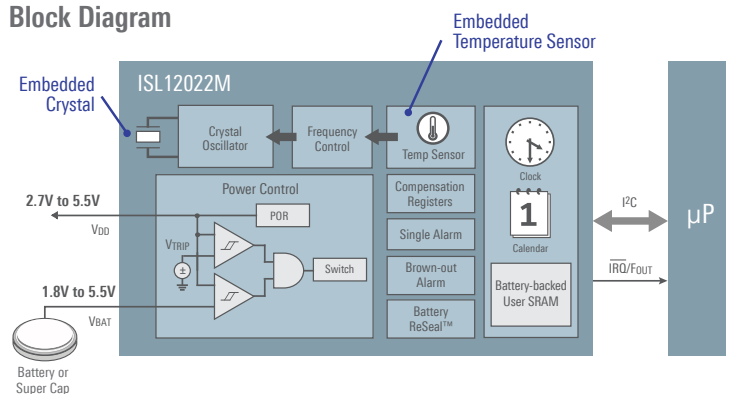 Block Diagram
Embedded
Temperature Sensor
Embedded
Crystal
ISL12022M
Crystal
Oscillator
Frequency
Control
Temp Sensor
Clock
Power Control
POR
VTRIP
Switch
Compensation
Registers
Single Alarm
Brown-out
Alarm
Battery
ReSeal™
1
Calendar
Battery-backed
User SRAM
2.7V to 5.5V
VDD
1.8V to 5.5V
VBAT
Battery or
Super Cap
I²C
IRQ/FOUT
µP